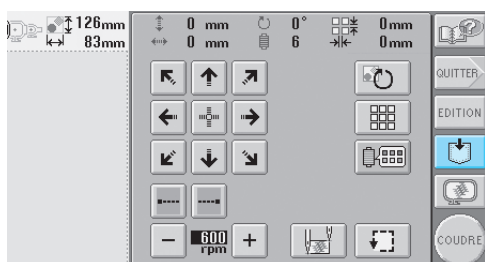 126mm
83mm
0 mm 0° 0mm
0 mm 6 0mm
QUITTER
EDITION
600
rpm
COUDRE